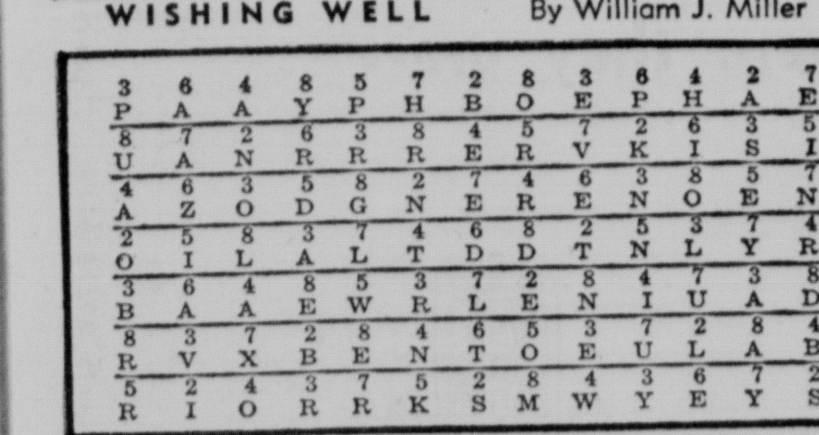 WISHING WELL By William J. Miller
3 6 4 8 5 7 2 8 3 6 4 2 7
P A A Y P H B O E P H A E
8 7 2 6 3 8 4 5 7 2 6 3 5
U A N R R R E R V K I S I
4 6 3 5 8 2 7 4 6 3 8 5 7
A Z O D G N E R E N O E N
2 5 8 3 7 4 6 8 2 5 3 7 4
O I L A L T D D T N L Y R
3 6 4 8 5 3 7 2 8 4 7 3 8
B A A E W R L E N I U A D
8 3 7 2 8 4 6 5 3 7 2 8 4
R V X B E N T O E U L A B
5 2 4 3 7 5 2 8 4 3 6 7 2
R I O R R K S M W Y E Y S